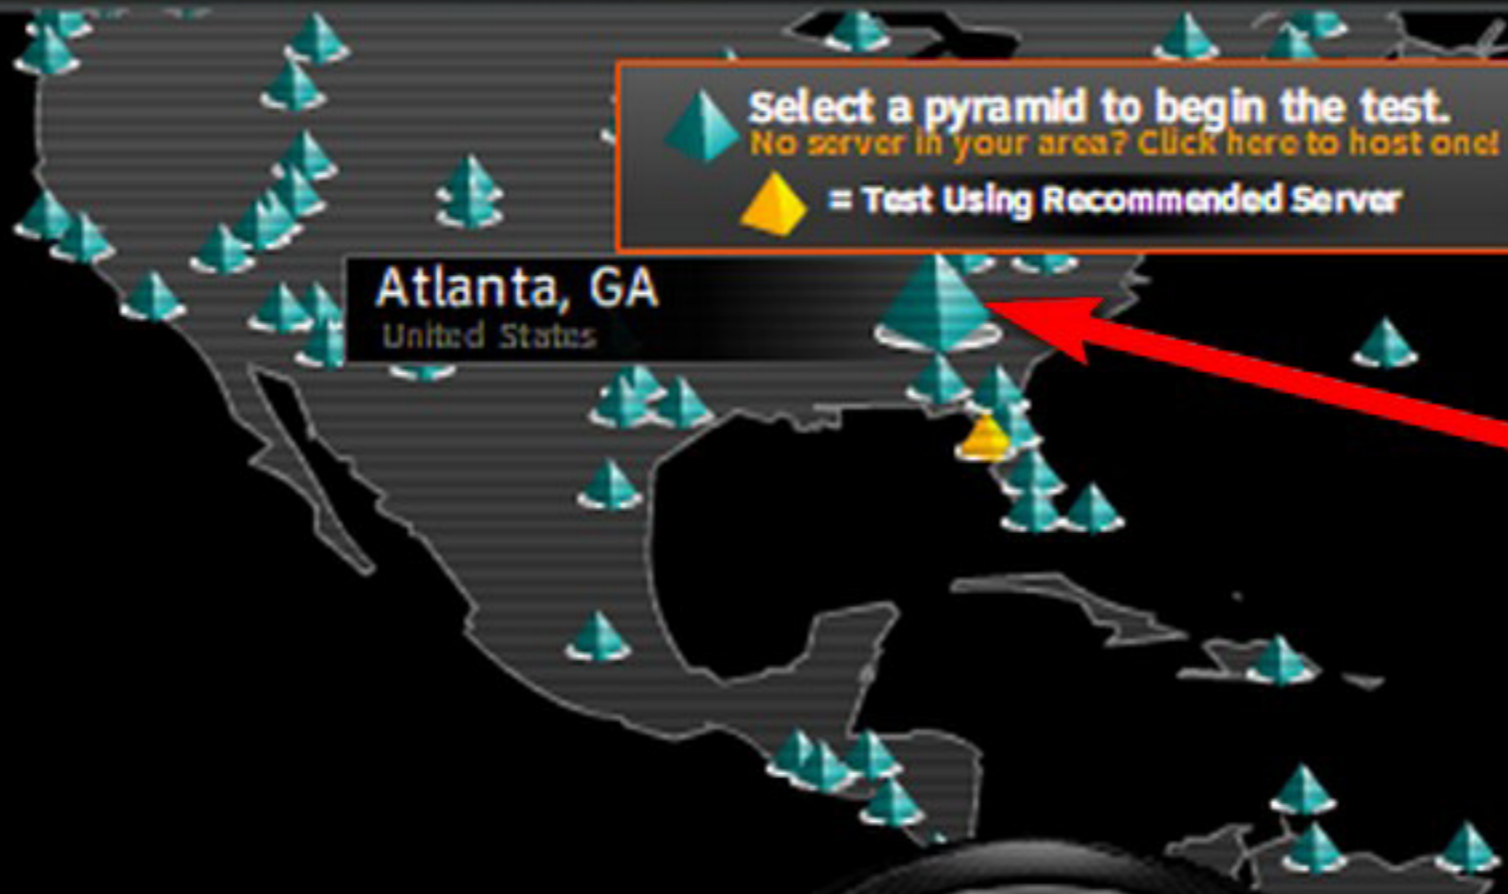 Select a pyramid to begin the test.
No server in your area? Click here to host one!
= Test Using Recommended Server
Atlanta, GA
United States